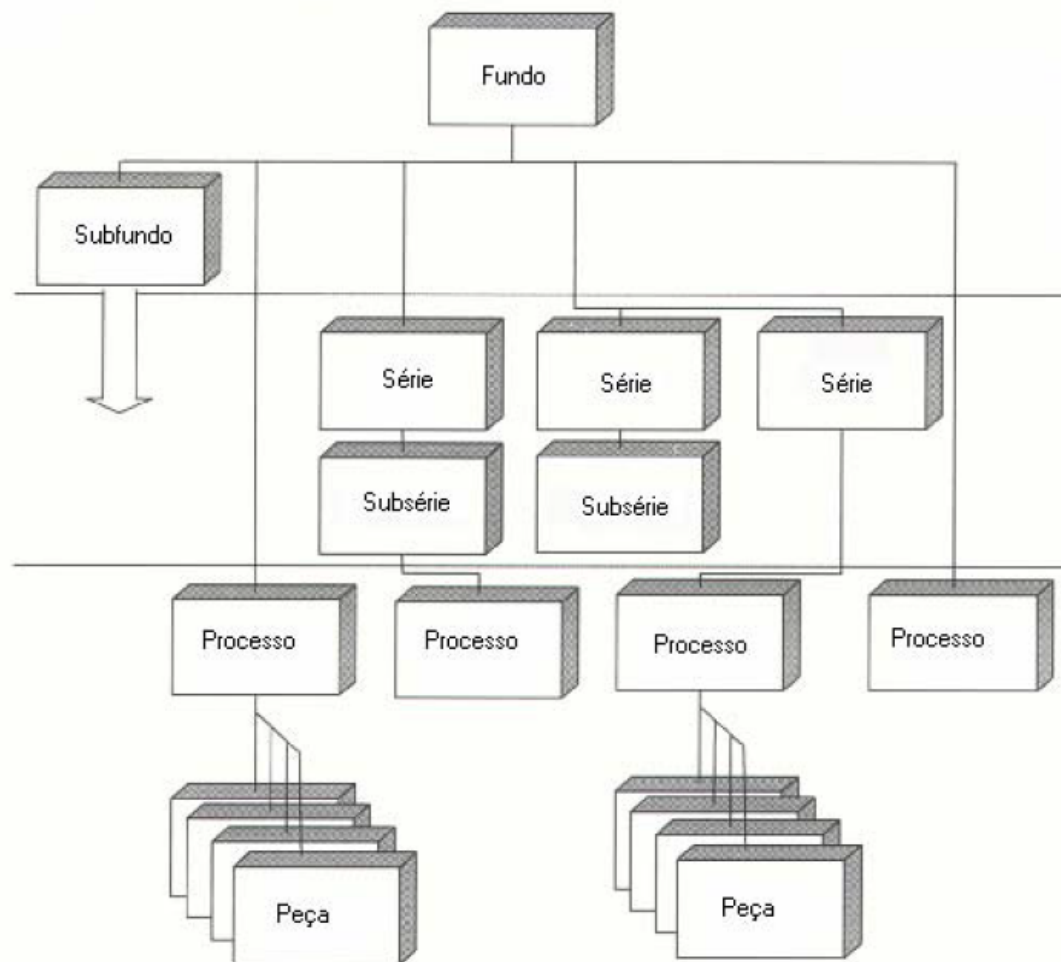 Fundo
Subfundo
Série
Série
Série
Subsérie
Subsérie
Processo
Processo
Processo
Processo
Peça
Peça